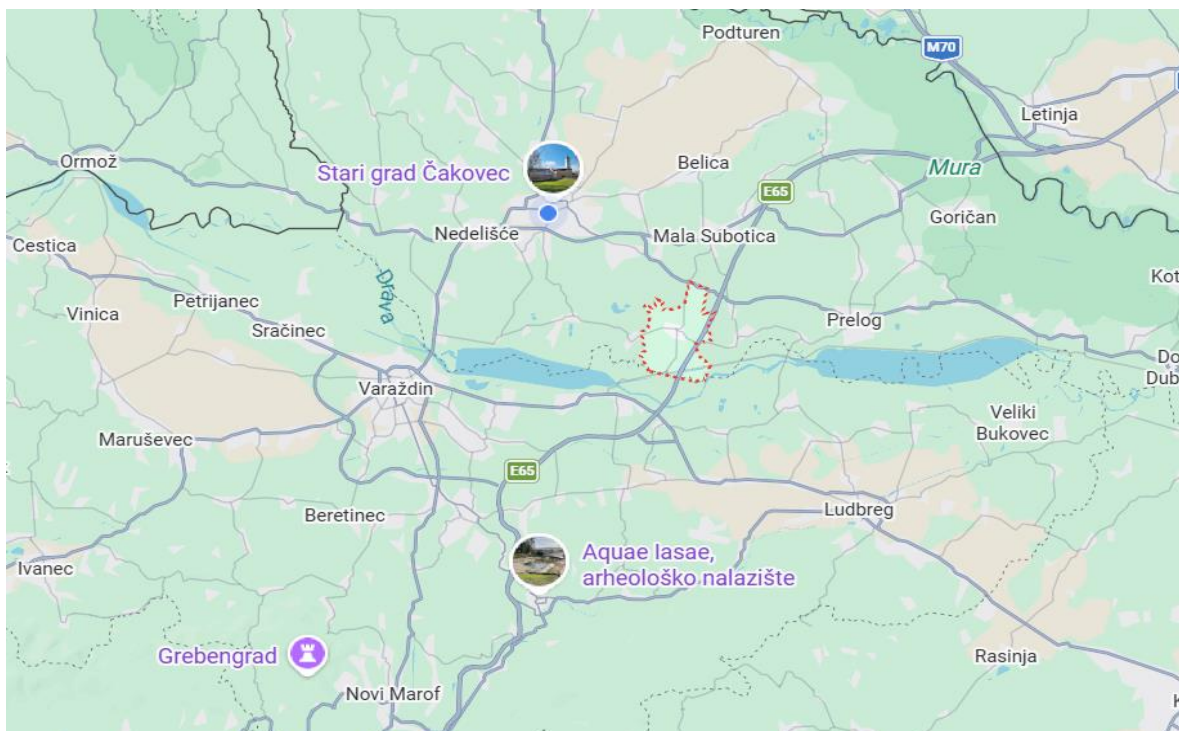 Podturen
M70
Letinja
Ormož
Belica
Mura
Stari grad Čakovec
E65
Goričan
Nedelišće
Mala Subotica
Cestica
Kot
Drava
Petrijanec
Vinica
Sračinec
Prelog
Do
Dub
Varaždin
Veliki
Bukovec
Maruševec
E65
Beretinec
Ludbreg
Aquae Iasae,
arheološko nalazište
Ivanec
Grebengrad
Rasinja
Novi Marof
K